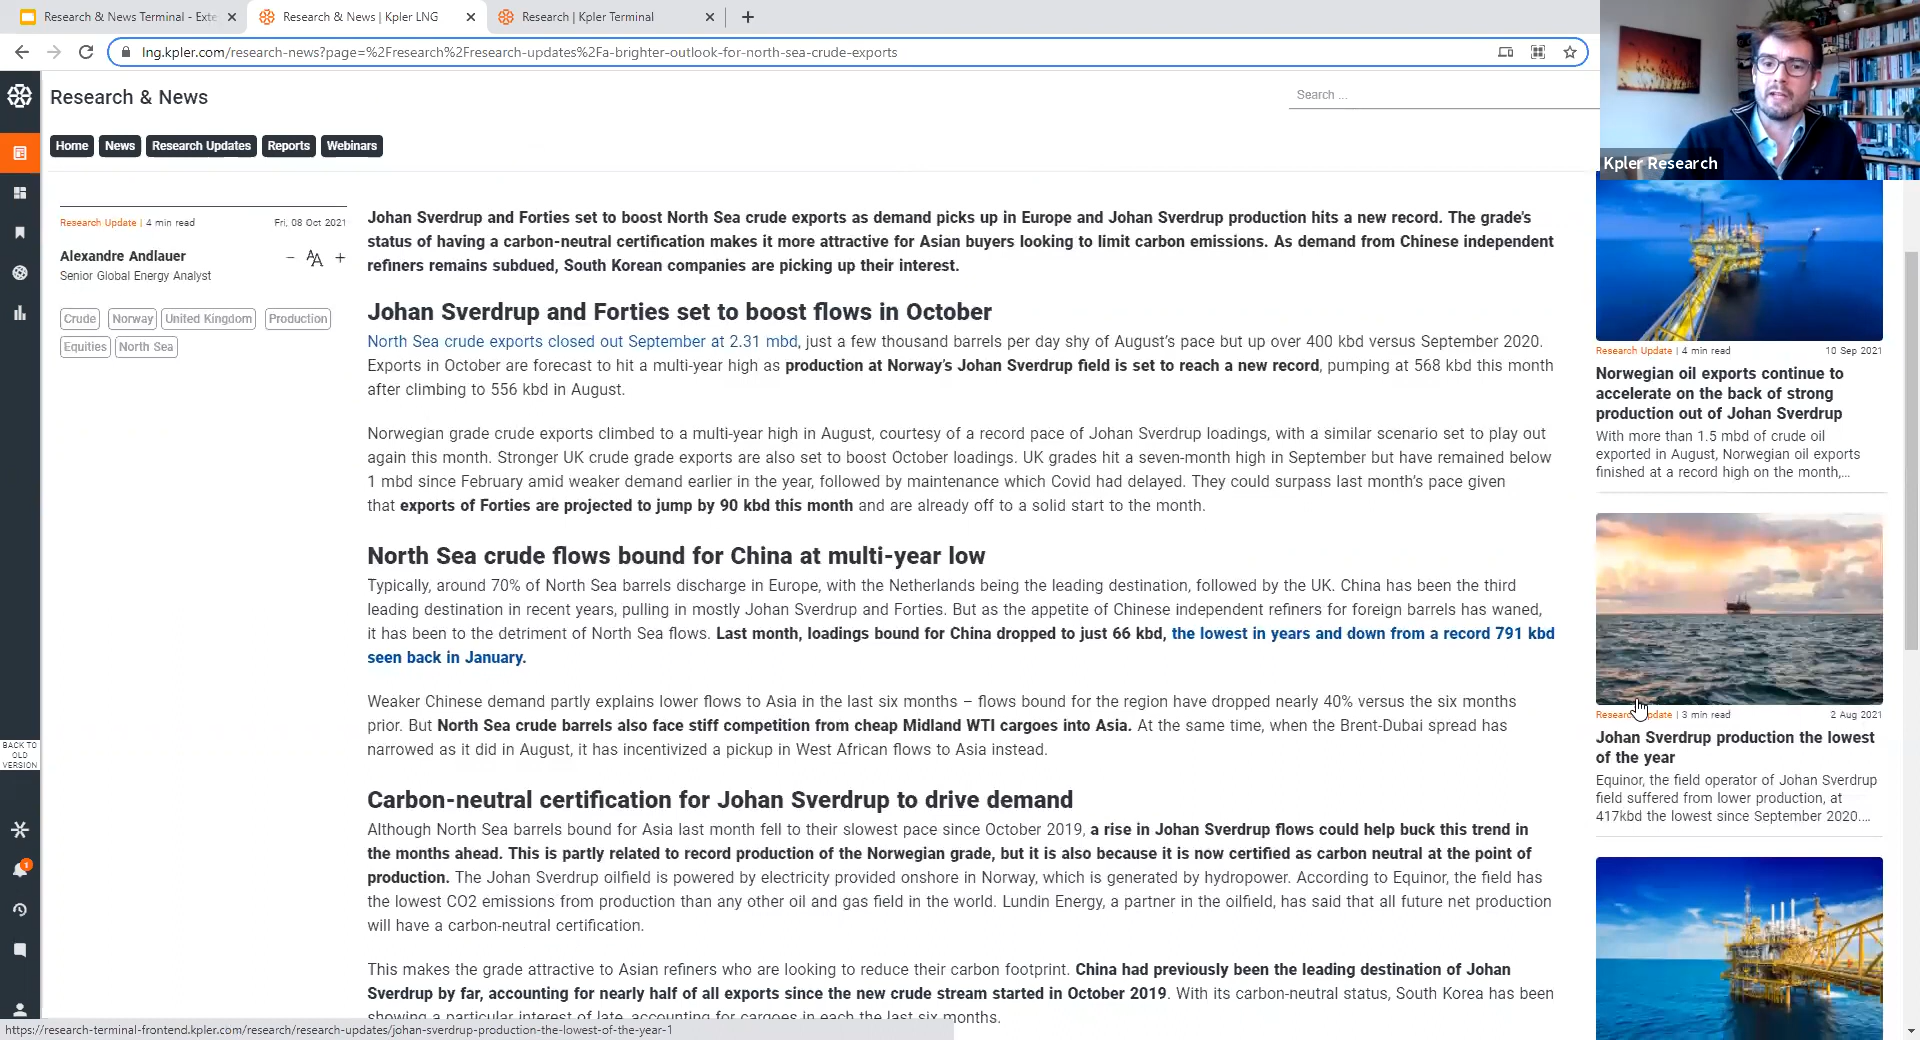 Research & News Terminal - Exte
Research & News | Kpler LNG
Research | Kpler Terminal
lng.kpler.com/research-news?page=%2Fresearch%2Fresearch-updates%2Fa-brighter-outlook-for-north-sea-crude-exports
Research & News
Search ...
Home
News
Research Updates
Reports
Webinars
Kpler Research
Research Update | 4 min read
Fri, 08 Oct 2021
Alexandre Andlauer
Senior Global Energy Analyst
Crude
Norway
United Kingdom
Production
Equities
North Sea
Johan Sverdrup and Forties set to boost North Sea crude exports as demand picks up in Europe and Johan Sverdrup production hits a new record. The grade's
status of having a carbon-neutral certification makes it more attractive for Asian buyers looking to limit carbon emissions. As demand from Chinese independent
refiners remains subdued, South Korean companies are picking up their interest.
Johan Sverdrup and Forties set to boost flows in October
North Sea crude exports closed out September at 2.31 mbd, just a few thousand barrels per day shy of August's pace but up over 400 kbd versus September 2020.
Exports in October are forecast to hit a multi-year high as production at Norway's Johan Sverdrup field is set to reach a new record, pumping at 568 kbd this month
after climbing to 556 kbd in August.
Norwegian grade crude exports climbed to a multi-year high in August, courtesy of a record pace of Johan Sverdrup loadings, with a similar scenario set to play out
again this month. Stronger UK crude grade exports are also set to boost October loadings. UK grades hit a seven-month high in September but have remained below
1 mbd since February amid weaker demand earlier in the year, followed by maintenance which Covid had delayed. They could surpass last month's pace given
that exports of Forties are projected to jump by 90 kbd this month and are already off to a solid start to the month.
North Sea crude flows bound for China at multi-year low
Typically, around 70% of North Sea barrels discharge in Europe, with the Netherlands being the leading destination, followed by the UK. China has been the third
leading destination in recent years, pulling in mostly Johan Sverdrup and Forties. But as the appetite of Chinese independent refiners for foreign barrels has waned,
it has been to the detriment of North Sea flows. Last month, loadings bound for China dropped to just 66 kbd, the lowest in years and down from a record 791 kbd
seen back in January.
Weaker Chinese demand partly explains lower flows to Asia in the last six months – flows bound for the region have dropped nearly 40% versus the six months
prior. But North Sea crude barrels also face stiff competition from cheap Midland WTI cargoes into Asia. At the same time, when the Brent-Dubai spread has
narrowed as it did in August, it has incentivized a pickup in West African flows to Asia instead.
Carbon-neutral certification for Johan Sverdrup to drive demand
Although North Sea barrels bound for Asia last month fell to their slowest pace since October 2019, a rise in Johan Sverdrup flows could help buck this trend in
the months ahead. This is partly related to record production of the Norwegian grade, but it is also because it is now certified as carbon neutral at the point of
production. The Johan Sverdrup oilfield is powered by electricity provided onshore in Norway, which is generated by hydropower. According to Equinor, the field has
the lowest CO2 emissions from production than any other oil and gas field in the world. Lundin Energy, a partner in the oilfield, has said that all future net production
will have a carbon-neutral certification.
This makes the grade attractive to Asian refiners who are looking to reduce their carbon footprint. China had previously been the leading destination of Johan
Sverdrup by far, accounting for nearly half of all exports since the new crude stream started in October 2019. With its carbon-neutral status, South Korea has been
showing a particular interest of late, accounting for cargoes in each the last six months.
Research Update | 4 min read
10 Sep 2021
Norwegian oil exports continue to
accelerate on the back of strong
production out of Johan Sverdrup
With more than 1.5 mbd of crude oil
exported in August, Norwegian oil exports
finished at a record high on the month,...
Research Update | 3 min read
2 Aug 2021
Johan Sverdrup production the lowest
of the year
Equinor, the field operator of Johan Sverdrup
field suffered from lower production, at
417kbd the lowest since September 2020....
BACK TO
OLD
VERSION
1
https://research-terminal-frontend.kpler.com/research/research-updates/johan-sverdrup-production-the-lowest-of-the-year-1